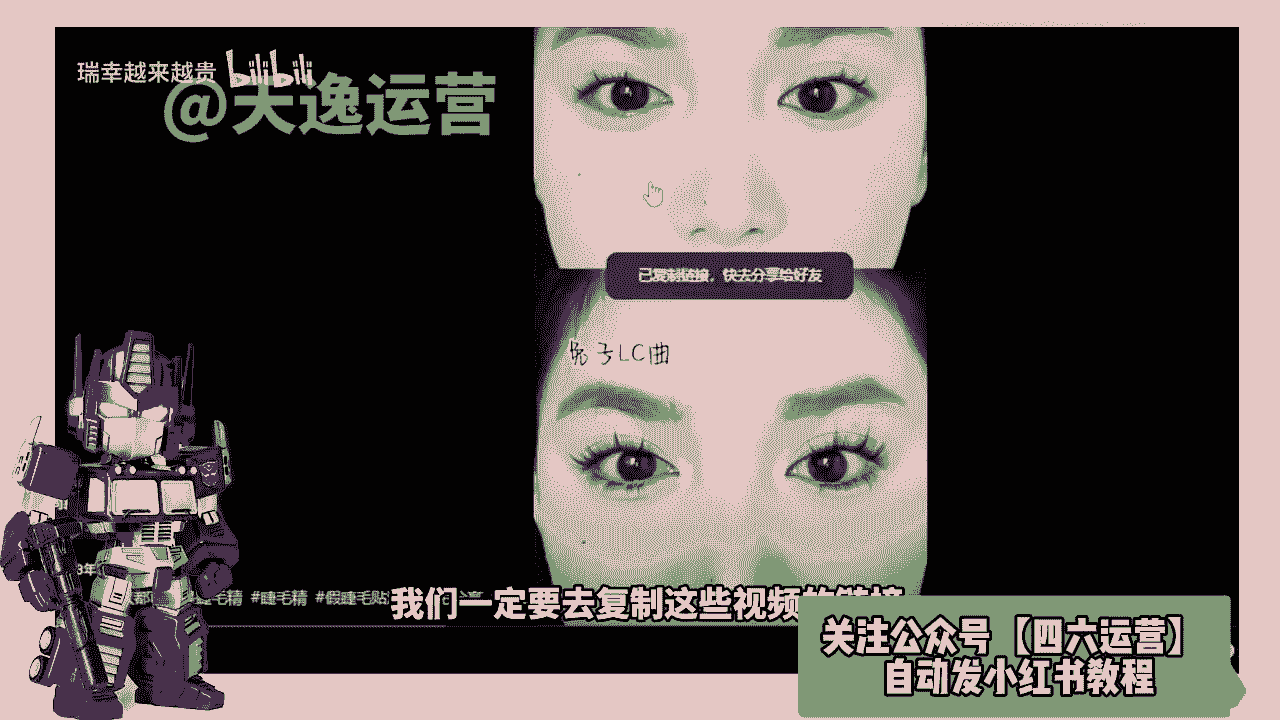 瑞幸越来越贵 bilibili
@天逸运营
已复制链接，快去分享给好友
兔子LC曲
#睫毛精 #假睫毛贴
我们一定要去复制这些视频的链接
关注公众号【四六运营】
自动发小红书教程